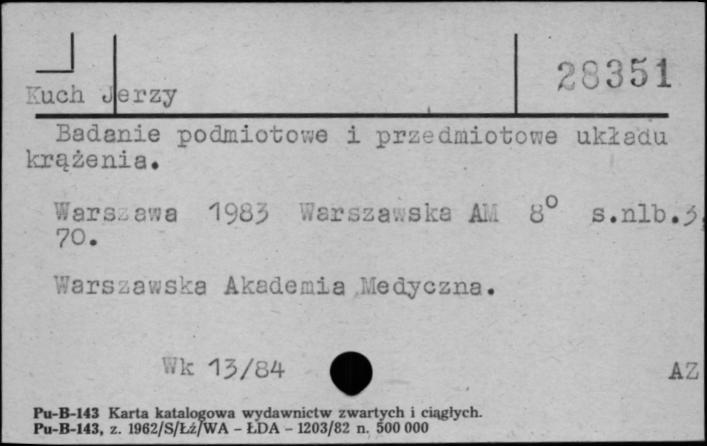 28351
Kuch Jerzy
Badanie podmiotowe i przedmiotowe układu
krążenia.
Warszawa 1983 Warszawska AM 8° s.nlb.3,
70.
Warszawska Akademia Medyczna.
Wk 13/84
AZ
Pu-B-143 Karta katalogowa wydawnictw zwartych i ciągłych.
Pu-B-143, z. 1962/S/Łź/WA - ŁDA - 1203/82 n. 500 000